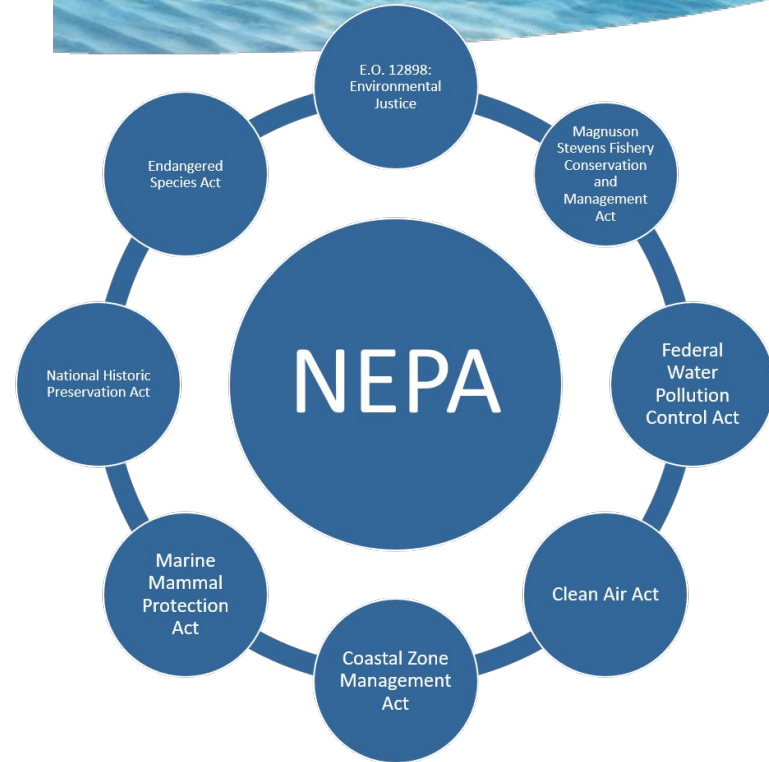 E.O. 12898:
Environmental
Justice
Magnuson
Stevens Fishery
Conservation
and
Management
Act
Federal
Water
Pollution
Control Act
Clean Air Act
Coastal Zone
Management
Act
Marine
Mammal
Protection
Act
National Historic
Preservation Act
Endangered
Species Act
NEPA